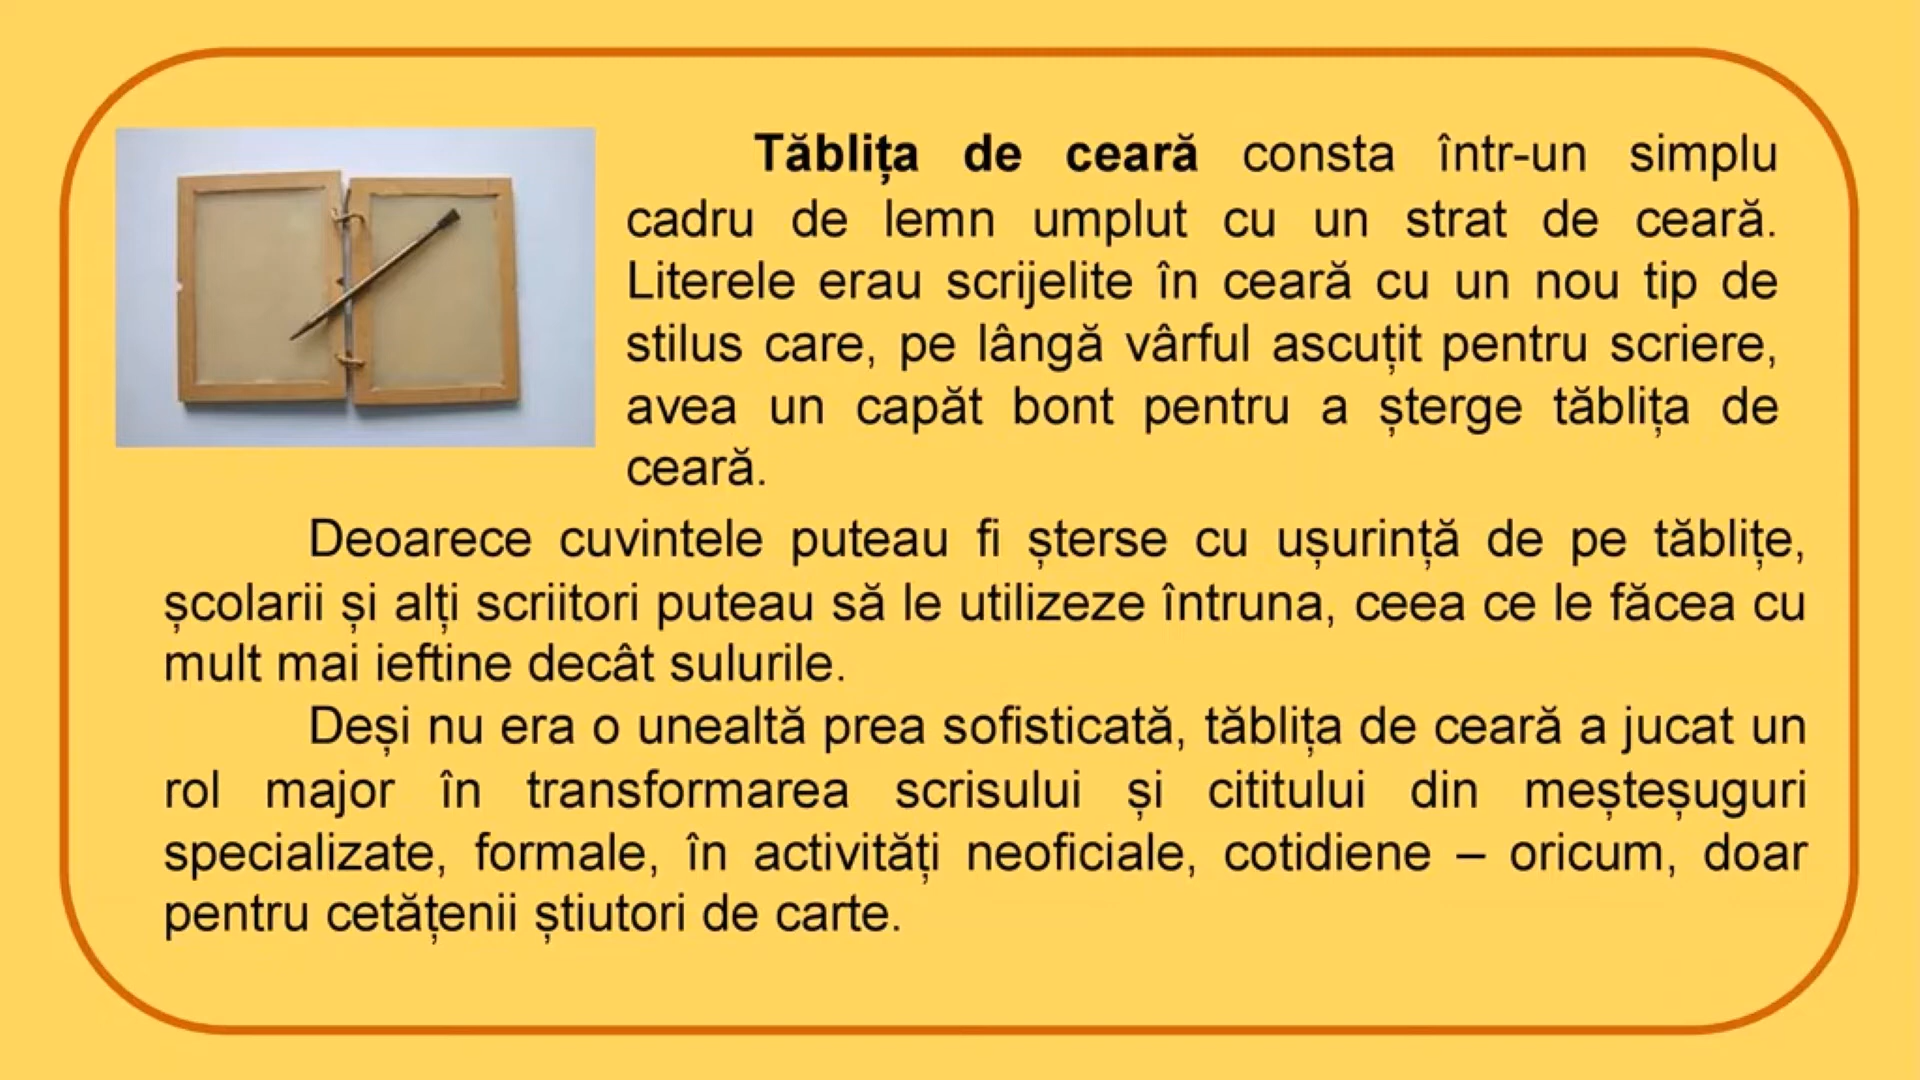 Tăblița de ceară consta într-un simplu
cadru de lemn umplut cu un strat de ceară.
Literele erau scrijelite în ceară cu un nou tip de
stilus care, pe lângă vârful ascuțit pentru scriere,
avea un capăt bont pentru a șterge tăblița de
ceară.
Deoarece cuvintele puteau fi șterse cu ușurință de pe tăblițe,
școlarii și alți scriitori puteau să le utilizeze întruna, ceea ce le făcea cu
mult mai ieftine decât sulurile.
Deși nu era o unealtă prea sofisticată, tăblița de ceară a jucat un
rol major în transformarea scrisului și cititului din meșteșuguri
specializate, formale, în activități neoficiale, cotidiene – oricum, doar
pentru cetățenii știutori de carte.